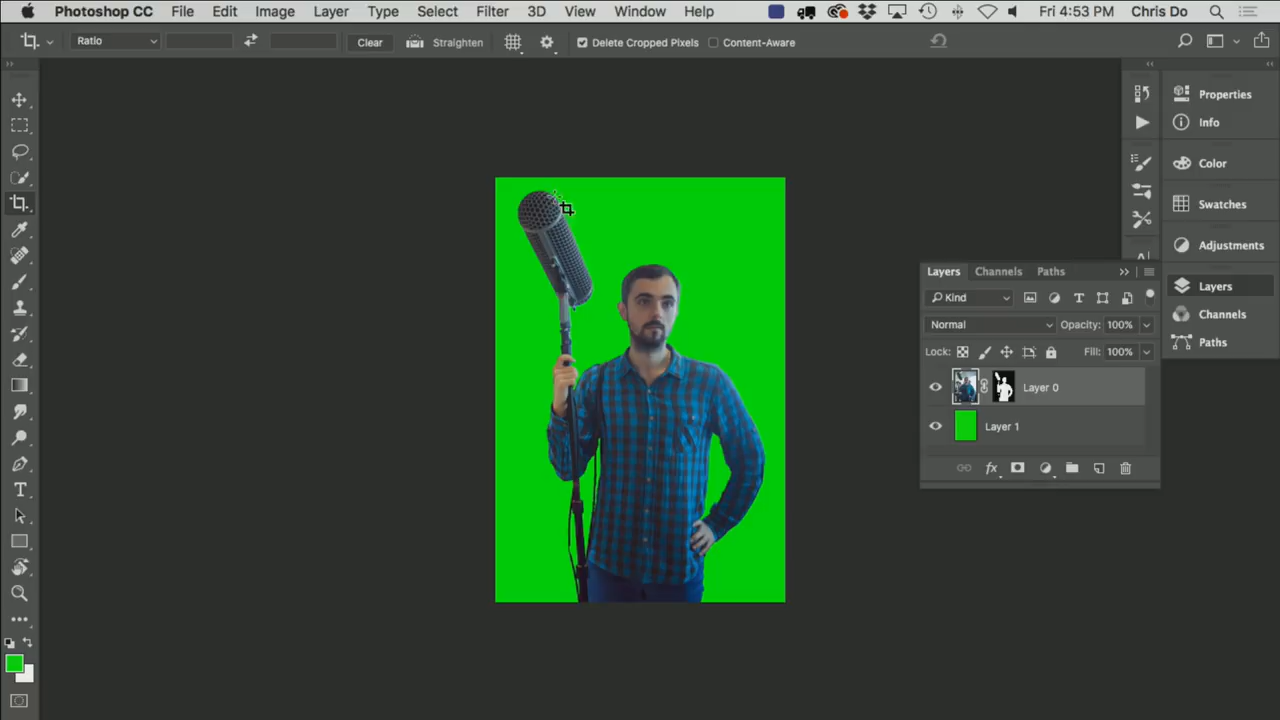 Photoshop CC File Edit Image Layer Type Select Filter 3D View Window Help Fri 4:53 PM Chris Do
Ratio Clear Straighten Delete Cropped Pixels Content-Aware
Properties
Info
Color
Swatches
Adjustments
Layers
Channels
Paths
Layers Channels Paths
Kind
Normal Opacity: 100%
Lock: Fill: 100%
Layer 0
Layer 1
fx